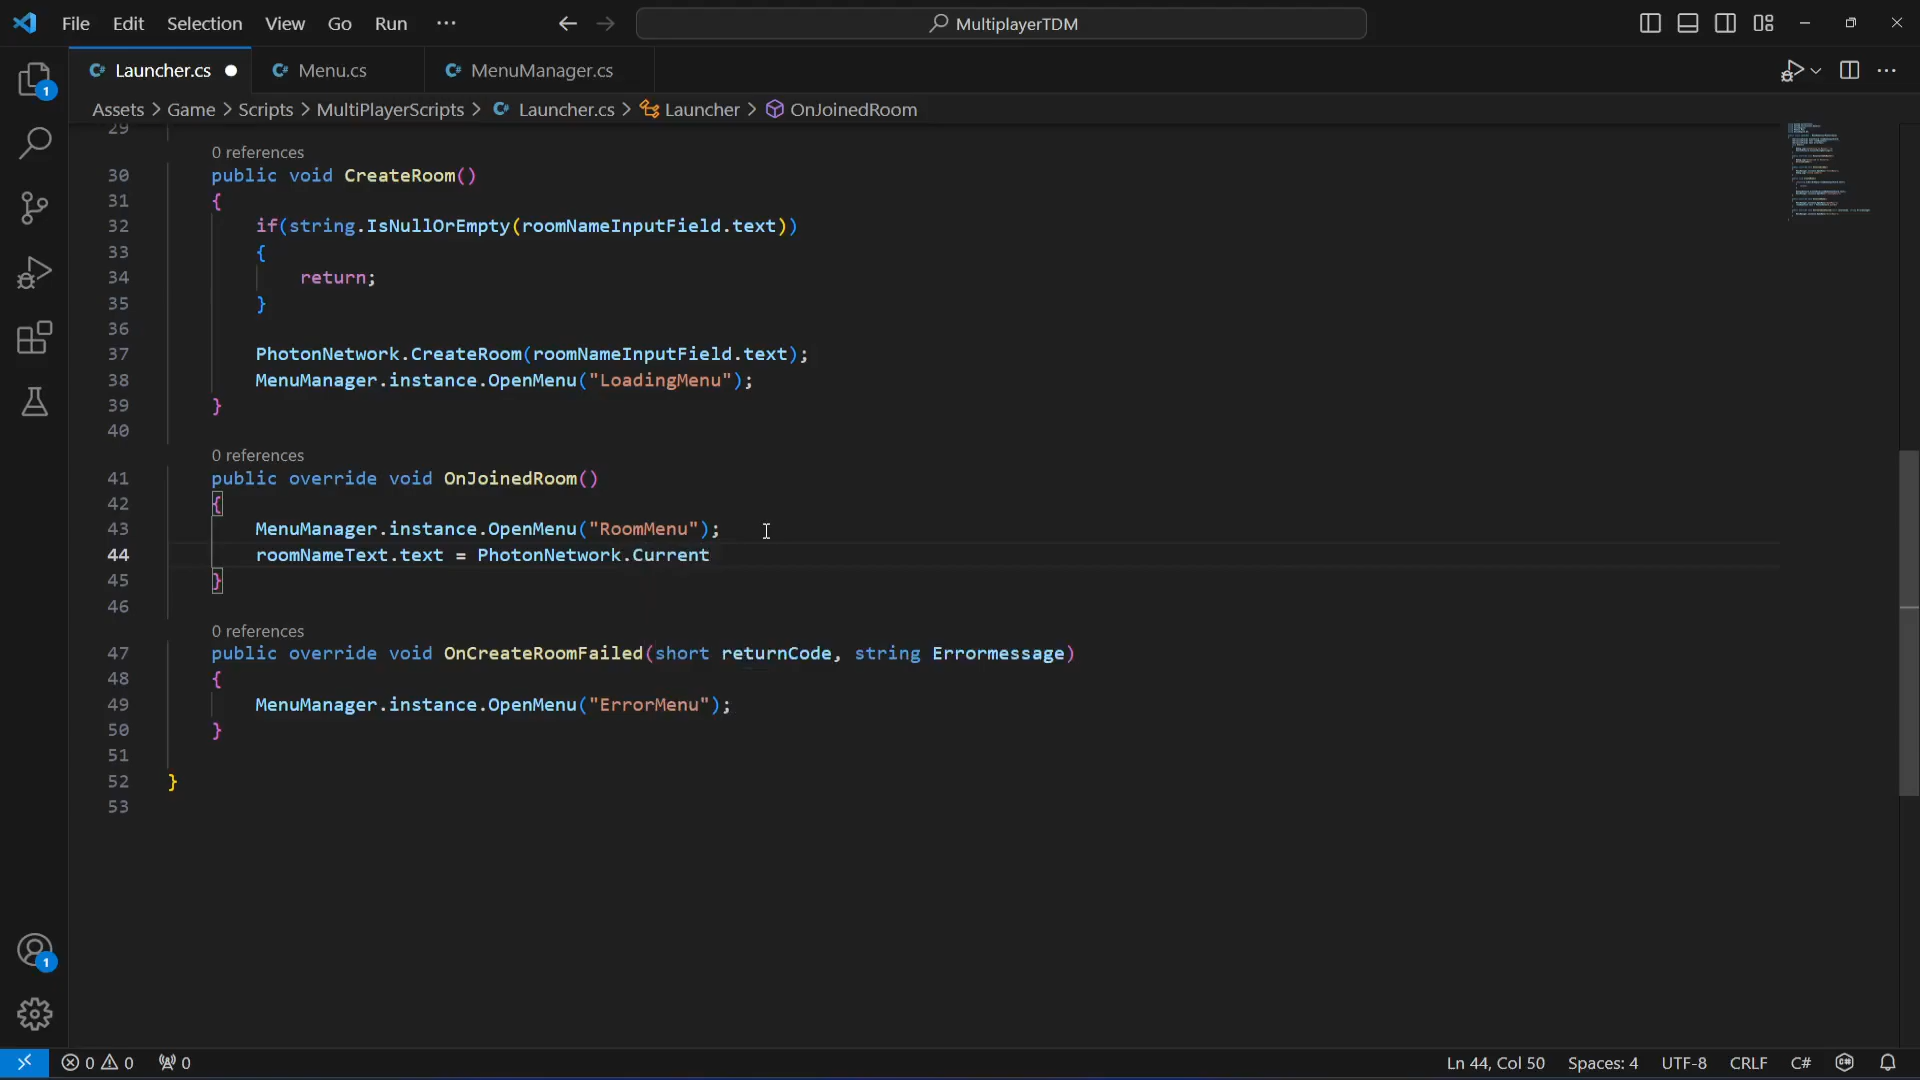 File Edit Selection View Go Run ··· MultiplayerTDM
Launcher.cs Menu.cs MenuManager.cs
Assets > Game > Scripts > MultiPlayerScripts > Launcher.cs > Launcher > OnJoinedRoom
29
0 references
30 public void CreateRoom()
31 {
32 if(string.IsNullOrEmpty(roomNameInputField.text))
33 {
34 return;
35 }
36
37 PhotonNetwork.CreateRoom(roomNameInputField.text);
38 MenuManager.instance.OpenMenu("LoadingMenu");
39 }
40
0 references
41 public override void OnJoinedRoom()
42 {
43 MenuManager.instance.OpenMenu("RoomMenu");
44 roomNameText.text = PhotonNetwork.Current
45 }
46
0 references
47 public override void OnCreateRoomFailed(short returnCode, string Errormessage)
48 {
49 MenuManager.instance.OpenMenu("ErrorMenu");
50 }
51
52 }
53
1
1
0 0 0 Ln 44, Col 50 Spaces: 4 UTF-8 CRLF C#